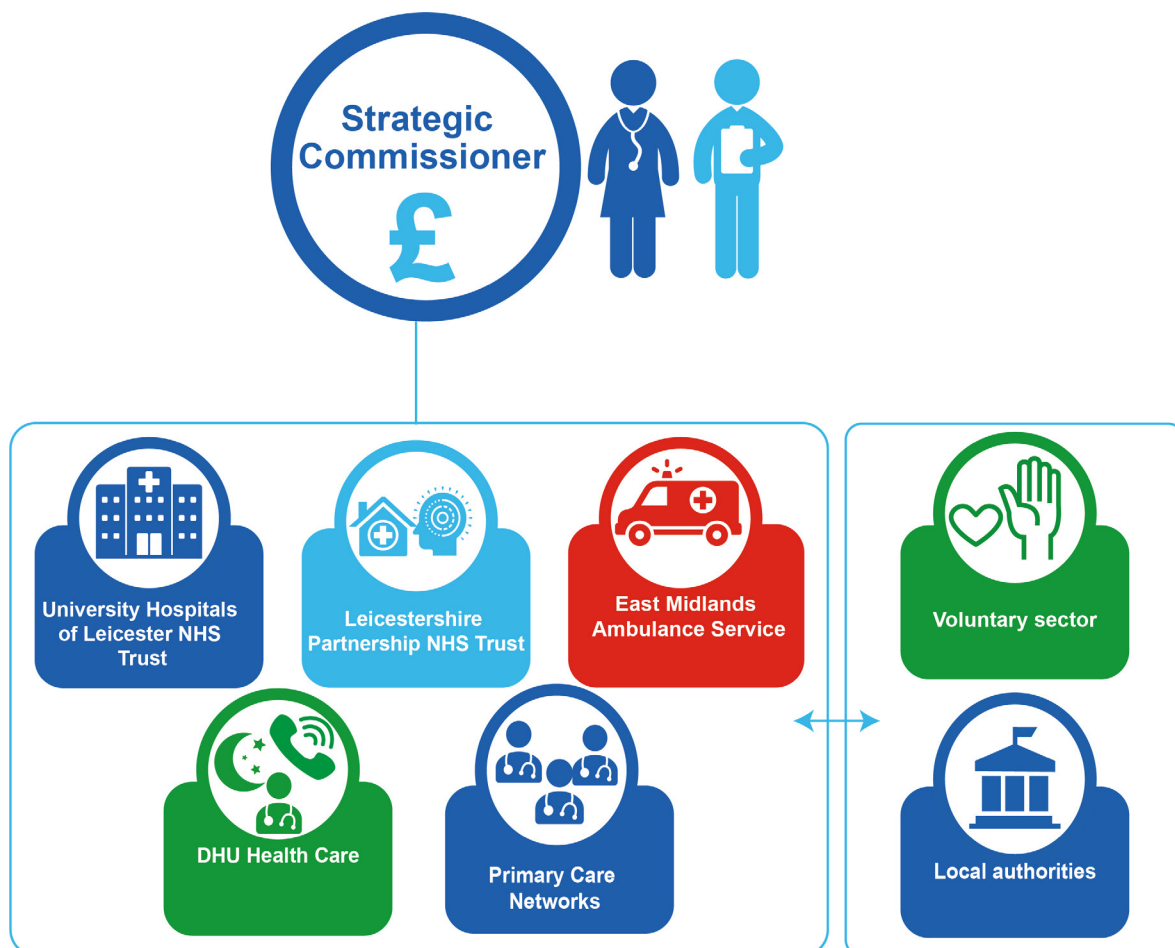 Strategic
Commissioner
£
University Hospitals
of Leicester NHS
Trust
Leicestershire
Partnership NHS Trust
East Midlands
Ambulance Service
Voluntary sector
DHU Health Care
Primary Care
Networks
Local authorities